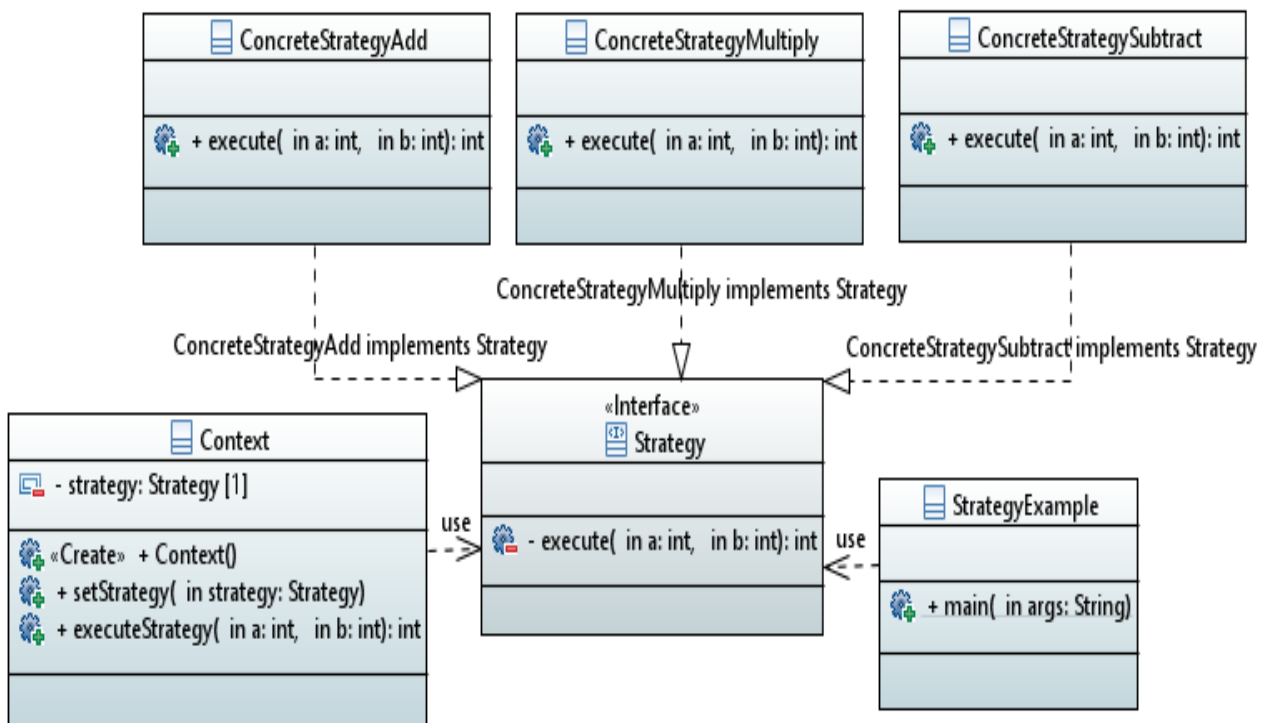 ConcreteStrategyAdd
+ execute( in a: int, in b: int): int
ConcreteStrategyMultiply
+ execute( in a: int, in b: int): int
ConcreteStrategySubtract
+ execute( in a: int, in b: int): int
ConcreteStrategyMultiply implements Strategy
ConcreteStrategyAdd implements Strategy
ConcreteStrategySubtract implements Strategy
Context
- strategy: Strategy [1]
«Create» + Context()
+ setStrategy( in strategy: Strategy)
+ executeStrategy( in a: int, in b: int): int
use
«Interface»
Strategy
- execute( in a: int, in b: int): int
use
StrategyExample
+ main( in args: String)